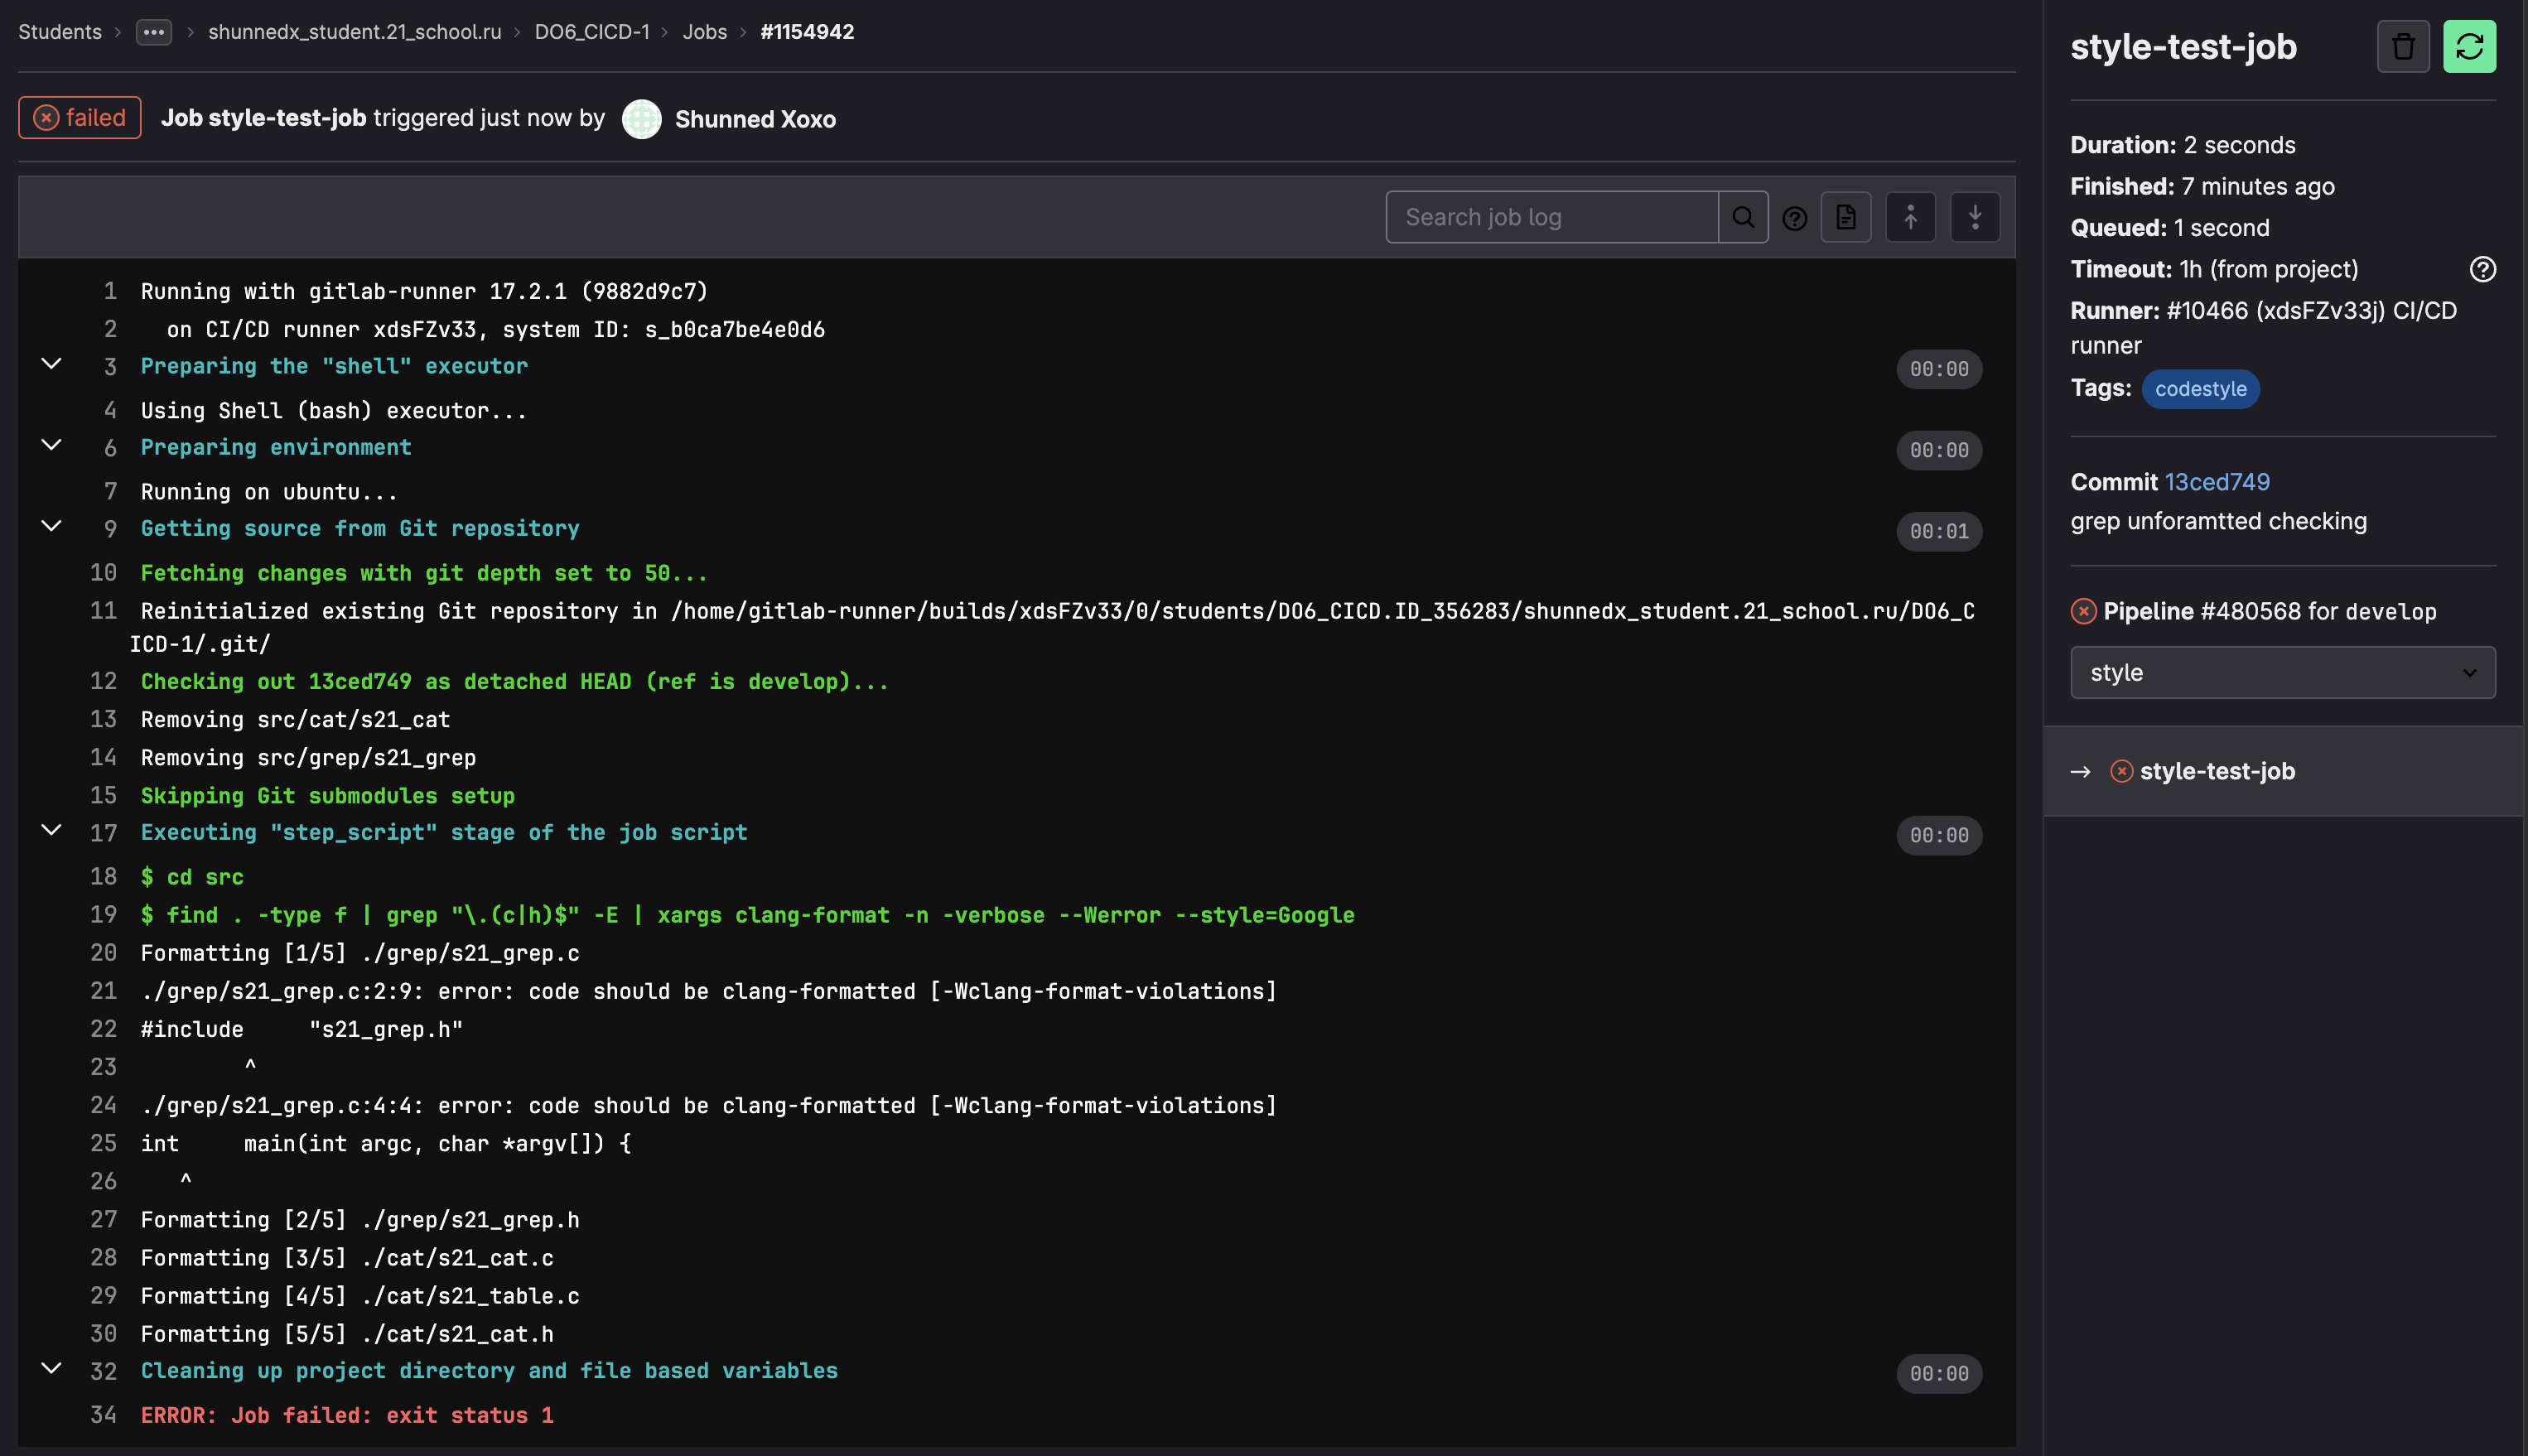 Students > ••• > shunnedx_student.21_school.ru > DO6_CICD-1 > Jobs > #1154942
failed Job style-test-job triggered just now by Shunned Xoxo
Search job log
1 Running with gitlab-runner 17.2.1 (9882d9c7)
2 on CI/CD runner xdsFZv33, system ID: s_b0ca7be4e0d6
3 Preparing the "shell" executor 00:00
4 Using Shell (bash) executor...
6 Preparing environment 00:00
7 Running on ubuntu...
9 Getting source from Git repository 00:01
10 Fetching changes with git depth set to 50...
11 Reinitialized existing Git repository in /home/gitlab-runner/builds/xdsFZv33/0/students/DO6_CICD.ID_356283/shunnedx_student.21_school.ru/DO6_C
ICD-1/.git/
12 Checking out 13ced749 as detached HEAD (ref is develop)...
13 Removing src/cat/s21_cat
14 Removing src/grep/s21_grep
15 Skipping Git submodules setup
17 Executing "step_script" stage of the job script 00:00
18 $ cd src
19 $ find . -type f | grep "\.(c|h)$" -E | xargs clang-format -n -verbose --Werror --style=Google
20 Formatting [1/5] ./grep/s21_grep.c
21 ./grep/s21_grep.c:2:9: error: code should be clang-formatted [-Wclang-format-violations]
22 #include     "s21_grep.h"
23         ^
24 ./grep/s21_grep.c:4:4: error: code should be clang-formatted [-Wclang-format-violations]
25 int     main(int argc, char *argv[]) {
26    ^
27 Formatting [2/5] ./grep/s21_grep.h
28 Formatting [3/5] ./cat/s21_cat.c
29 Formatting [4/5] ./cat/s21_table.c
30 Formatting [5/5] ./cat/s21_cat.h
32 Cleaning up project directory and file based variables 00:00
34 ERROR: Job failed: exit status 1
style-test-job
Duration: 2 seconds
Finished: 7 minutes ago
Queued: 1 second
Timeout: 1h (from project)
Runner: #10466 (xdsFZv33j) CI/CD
runner
Tags: codestyle
Commit 13ced749
grep unforamtted checking
Pipeline #480568 for develop
style
→ style-test-job